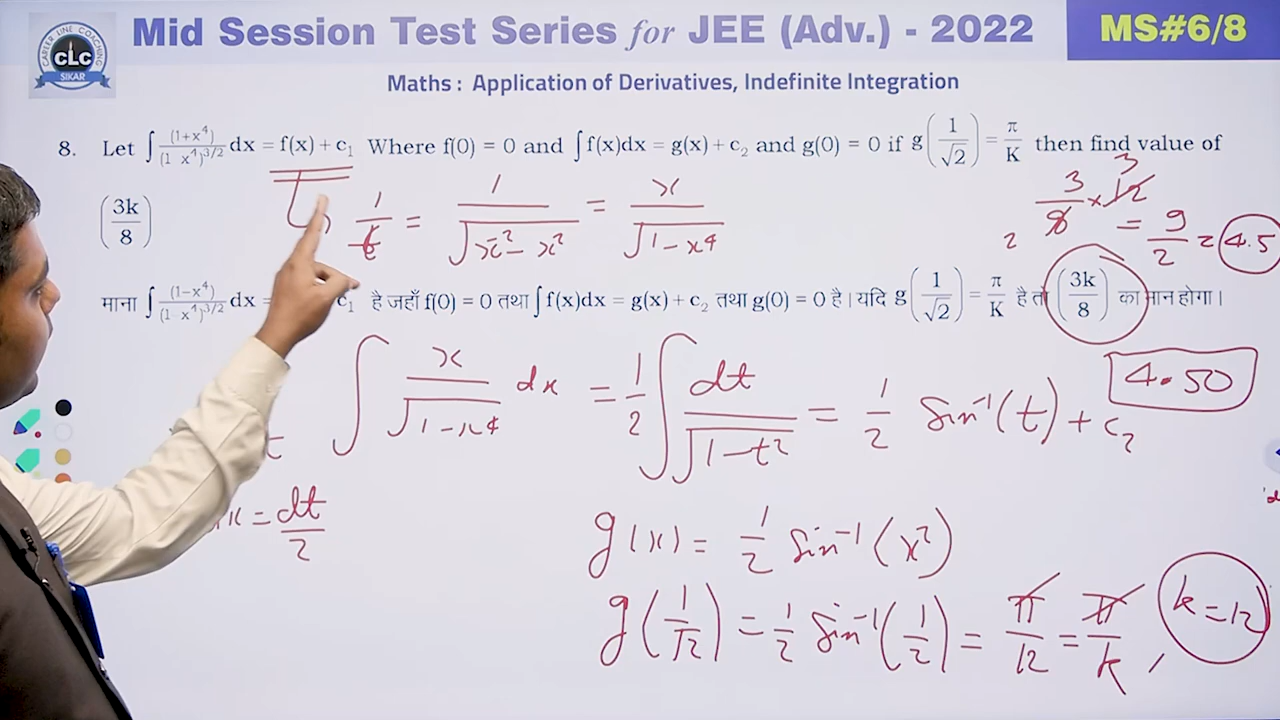 Mid Session Test Series for JEE (Adv.) - 2022
MS#6/8
CAREER LINE COACHING
CLC
SIKAR
Maths : Application of Derivatives, Indefinite Integration
8. Let ∫ (1+x⁴)/(1 x⁴)^{3/2} dx = f(x) + c₁ Where f(0) = 0 and ∫ f(x)dx = g(x) + c₂ and g(0) = 0 if g(1/√2) = π/K then find value of
(3k/8)
1/t = 1/√(x⁻² - x²) = x/√(1-x⁴)
3/8 × 12 3
2 = 9/2 = 4.5
माना ∫ (1-x⁴)/(1 x⁴)^{3/2} dx = c₁ है जहाँ f(0) = 0 तथा ∫ f(x)dx = g(x) + c₂ तथा g(0) = 0 है। यदि g(1/√2) = π/K है तो (3k/8) का मान होगा।
4.50
∫ x/√(1-x⁴) dx = 1/2 ∫ dt/√(1-t²) = 1/2 sin⁻¹(t) + c₂
= dt/2
g(x) = 1/2 sin⁻¹(x²)
g(1/√2) = 1/2 sin⁻¹(1/2) = π/12 = π/k , k=12